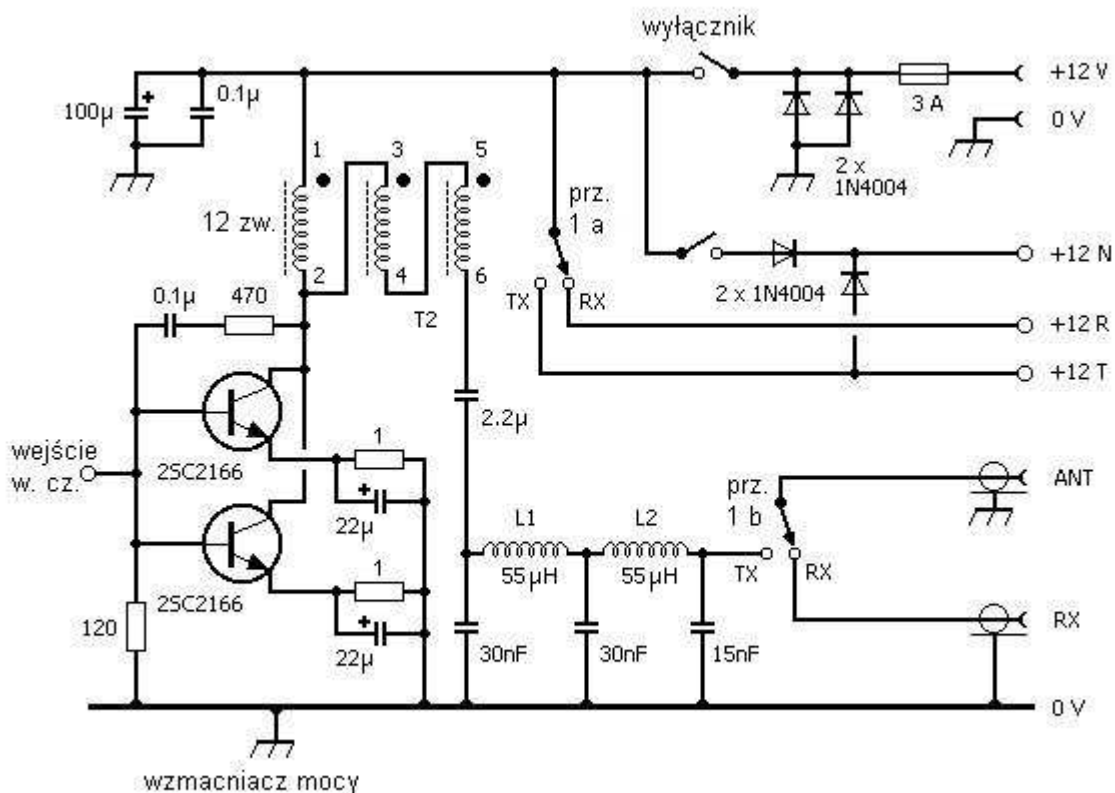 wyłącznik
+12 V
3 A
0 V
2 x
1N4004
100µ
+
0.1µ
1
3
5
12 zw.
2
4
6
T2
prz.
1 a
TX
RX
2 x 1N4004
+12 N
+12 R
+12 T
0.1µ
470
2.2µ
wejście
w. cz.
2SC2166
1
+
22µ
2SC2166
1
+
22µ
120
L1
55µH
L2
55µH
30nF
30nF
15nF
prz.
1 b
TX
RX
ANT
RX
0 V
wzmacniacz mocy